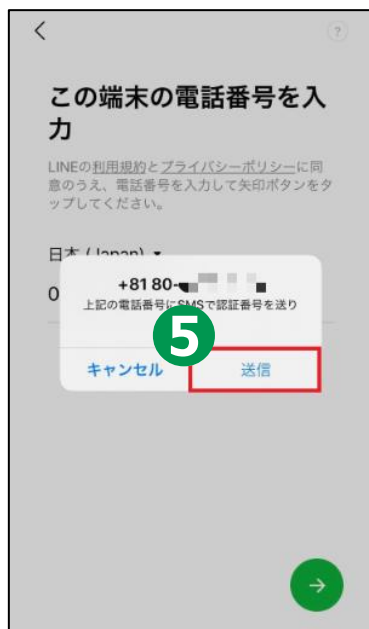 ?
この端末の電話番号を入
力
LINEの利用規約とプライバシーポリシーに同
意のうえ、電話番号を入力して矢印ボタンをタ
ップしてください。
日本 (Japan)
0
+81 80-
上記の電話番号にSMSで認証番号を送り
5
キャンセル 送信